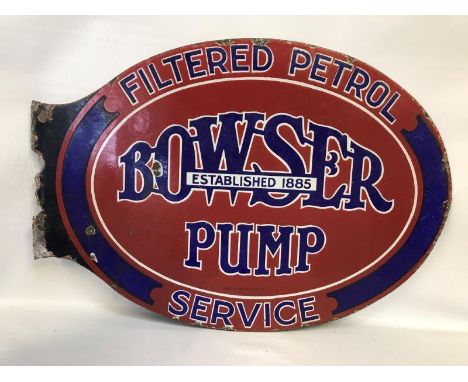 FILTERED PETROL
BOWSER
ESTABLISHED 1885
PUMP
SERVICE